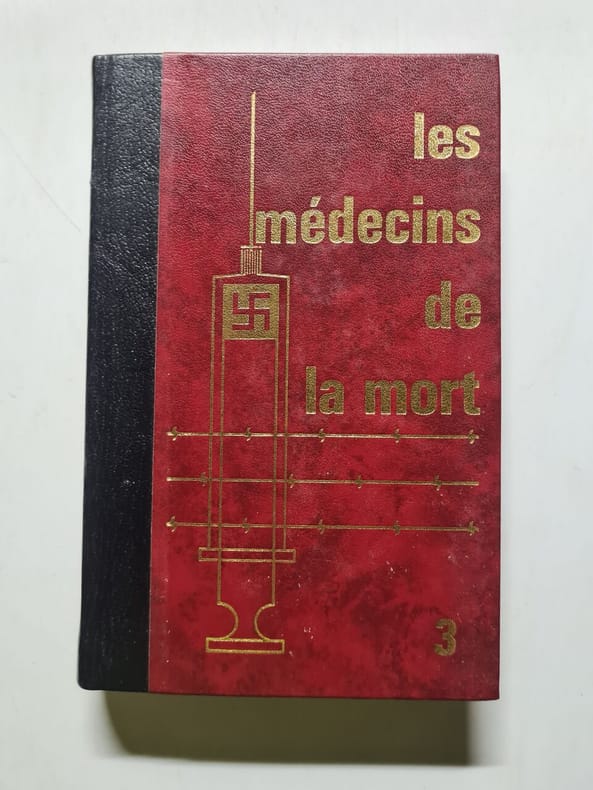 les
médecins
de
la mort
3